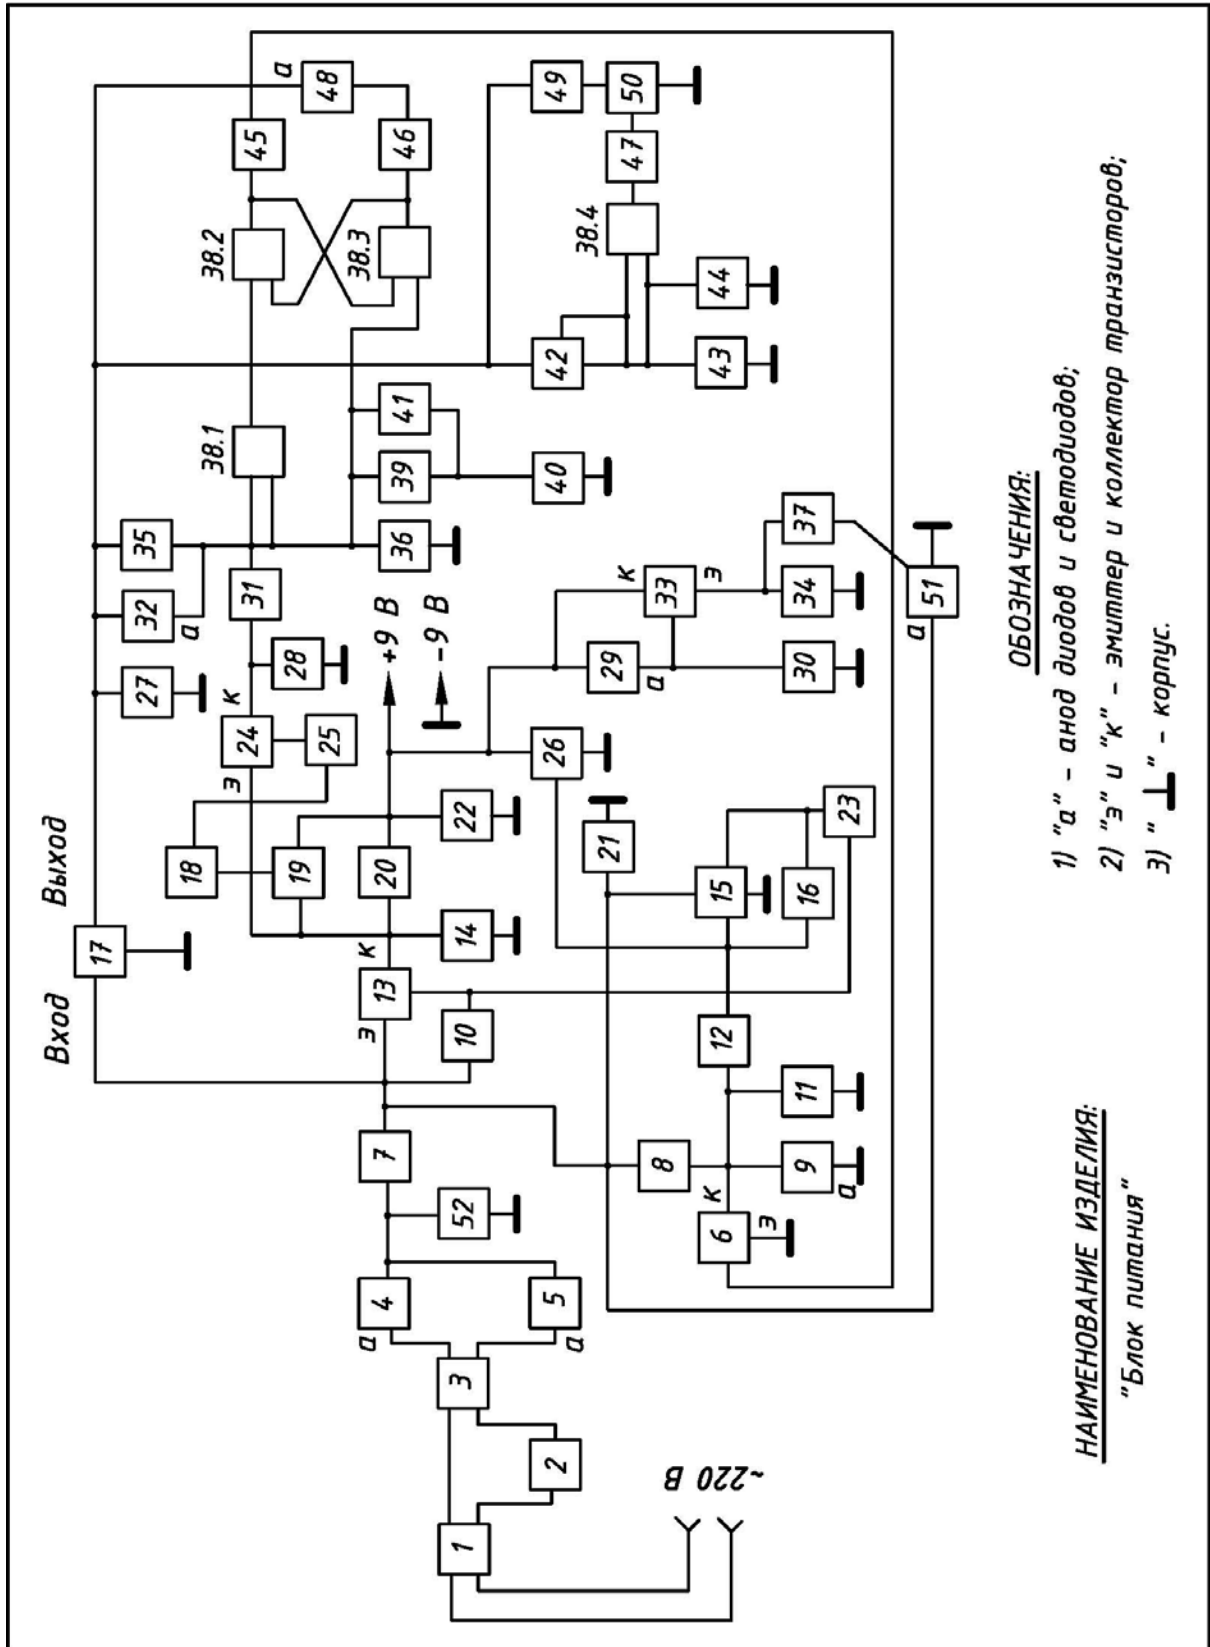 Вход Выход
17
27 32 35
18 а
э к 38.1 38.2
24 31 45
19 28 а
25 48
а э к 38.3
4 7 13 20 +9 В 36 39 41 46
-9 В
1 3 52 10 14 22
2 5 26 40 42 49
а
38.4
21 29
к
47 50
а
8 33
~220 В к э
6 12 15 43 44
э
9 11 16 30 34 37
а 23
а
51
ОБОЗНАЧЕНИЯ:
1) "а" - анод диодов и светодиодов;
НАИМЕНОВАНИЕ ИЗДЕЛИЯ:
2) "э" и "к" - эмиттер и коллектор транзисторов;
"Блок питания"
3) " ⊥ " - корпус.